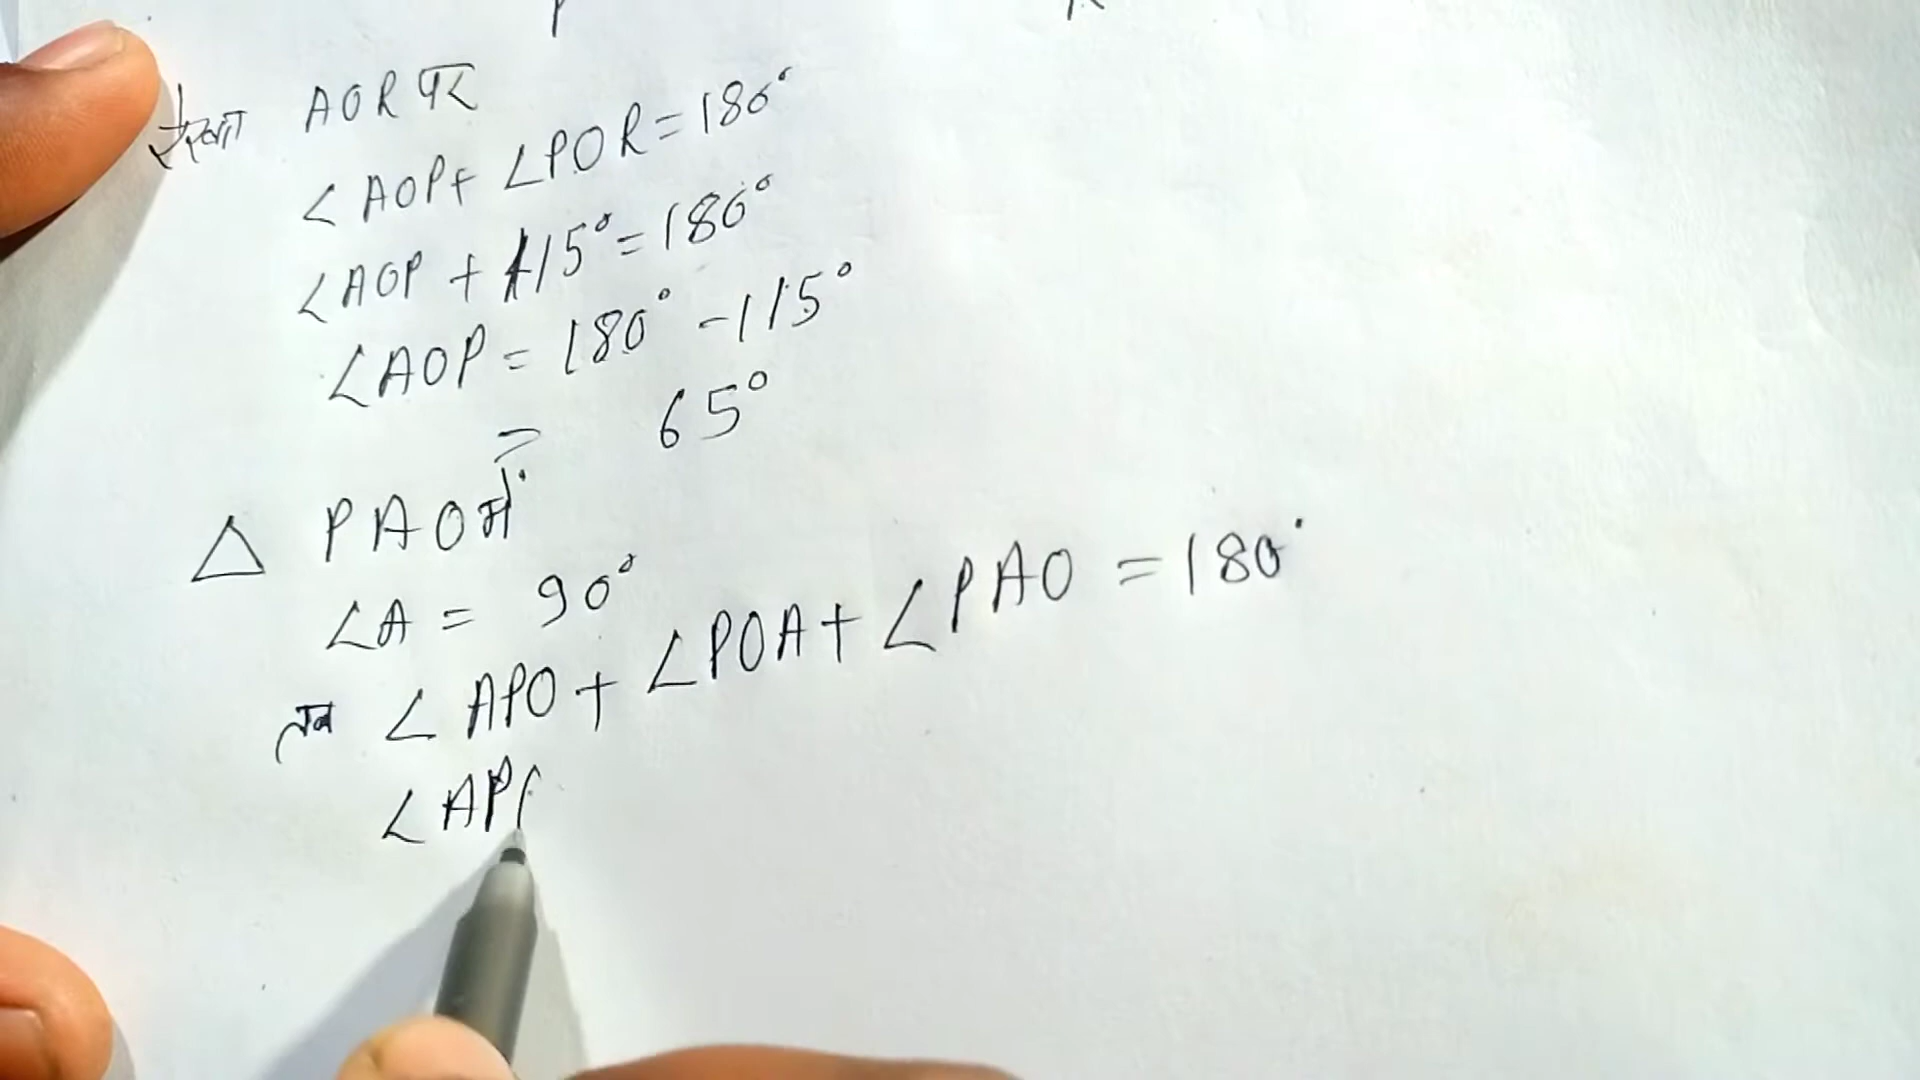 रेखा AOR पर
∠AOP + ∠POR = 180°
∠AOP + 115° = 180°
∠AOP = 180° - 115°
= 65°
△ PAO में
∠A = 90°
तब ∠APO + ∠POA + ∠PAO = 180°
∠AP